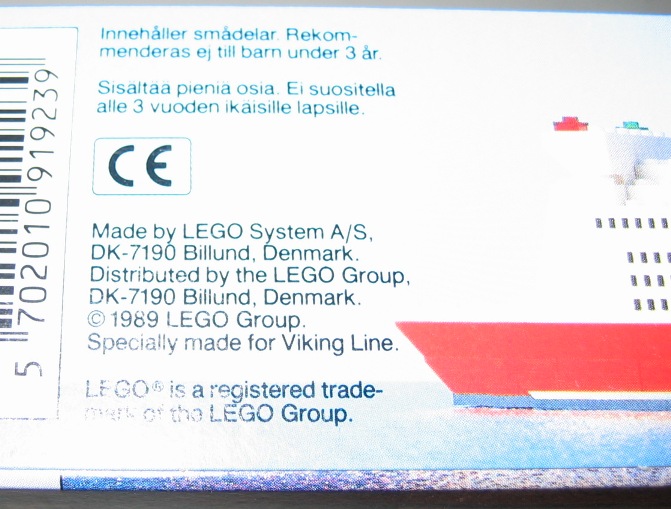 Innehåller smådelar. Rekom-
menderas ej till barn under 3 år.
Sisältää pieniä osia. Ei suositella
alle 3 vuoden ikäisille lapsille.
CE
Made by LEGO System A/S,
DK-7190 Billund, Denmark.
Distributed by the LEGO Group,
DK-7190 Billund, Denmark.
© 1989 LEGO Group.
Specially made for Viking Line.
LEGO® is a registered trade-
mark of the LEGO Group.
5 702010 919239